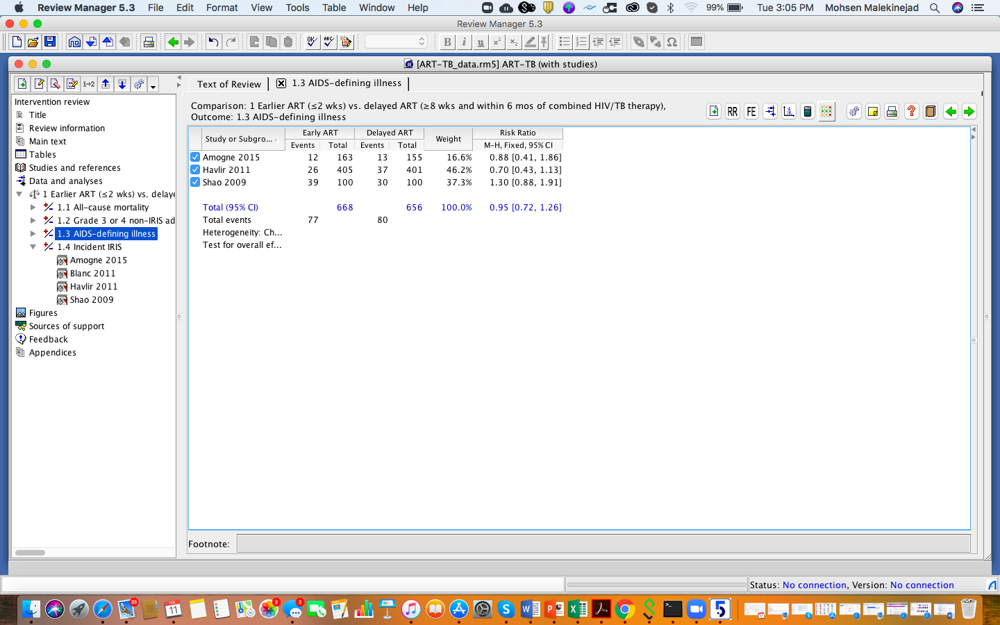 Review Manager 5.3 File Edit Format View Tools Table Window Help 99% Tue 3:05 PM Mohsen Malekinejad
Review Manager 5.3
[ART-TB_data.rm5] ART-TB (with studies)
Text of Review 1.3 AIDS-defining illness
Intervention review
Title
Review information
Main text
Tables
Studies and references
Data and analyses
1 Earlier ART (≤2 wks) vs. delaye
1.1 All-cause mortality
1.2 Grade 3 or 4 non-IRIS ad
1.3 AIDS-defining illness
1.4 Incident IRIS
Amogne 2015
Blanc 2011
Havlir 2011
Shao 2009
Figures
Sources of support
Feedback
Appendices
Comparison: 1 Earlier ART (≤2 wks) vs. delayed ART (≥8 wks and within 6 mos of combined HIV/TB therapy),
Outcome: 1.3 AIDS-defining illness
RR FE
Early ART Delayed ART Risk Ratio
Study or Subgro... Weight
Events Total Events Total M-H, Fixed, 95% CI
Amogne 2015 12 163 13 155 16.6% 0.88 [0.41, 1.86]
Havlir 2011 26 405 37 401 46.2% 0.70 [0.43, 1.13]
Shao 2009 39 100 30 100 37.3% 1.30 [0.88, 1.91]
Total (95% CI) 668 656 100.0% 0.95 [0.72, 1.26]
Total events 77 80
Heterogeneity: Ch...
Test for overall ef...
Footnote:
Status: No connection, Version: No connection